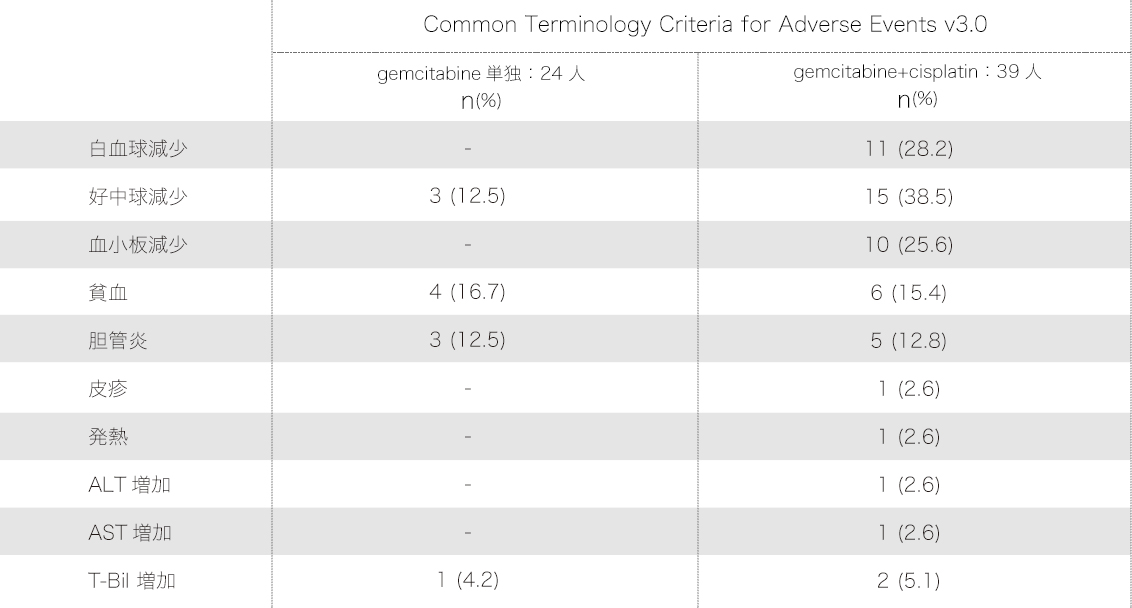 Common Terminology Criteria for Adverse Events v3.0
gemcitabine 単独：24 人 gemcitabine+cisplatin：39 人
n(%) n(%)
白血球減少 - 11 (28.2)
好中球減少 3 (12.5) 15 (38.5)
血小板減少 - 10 (25.6)
貧血 4 (16.7) 6 (15.4)
胆管炎 3 (12.5) 5 (12.8)
皮疹 - 1 (2.6)
発熱 - 1 (2.6)
ALT 増加 - 1 (2.6)
AST 増加 - 1 (2.6)
T-Bil 増加 1 (4.2) 2 (5.1)